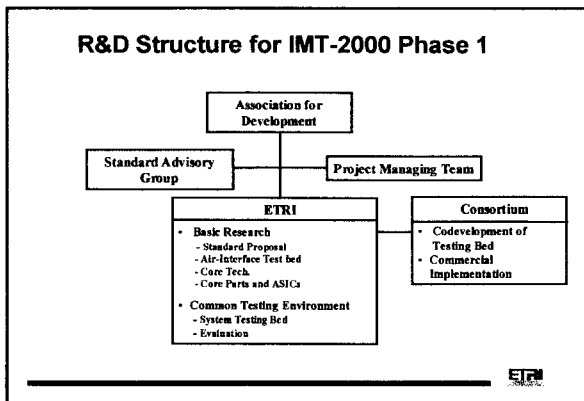 R&D Structure for IMT-2000 Phase 1
Association for
Development
Standard Advisory
Group
Project Managing Team
ETRI
• Basic Research
- Standard Proposal
- Air-Interface Test bed
- Core Tech.
- Core Parts and ASICs
• Common Testing Environment
- System Testing Bed
- Evaluation
Consortium
• Codevelopment of
Testing Bed
• Commercial
Implementation
ETRI